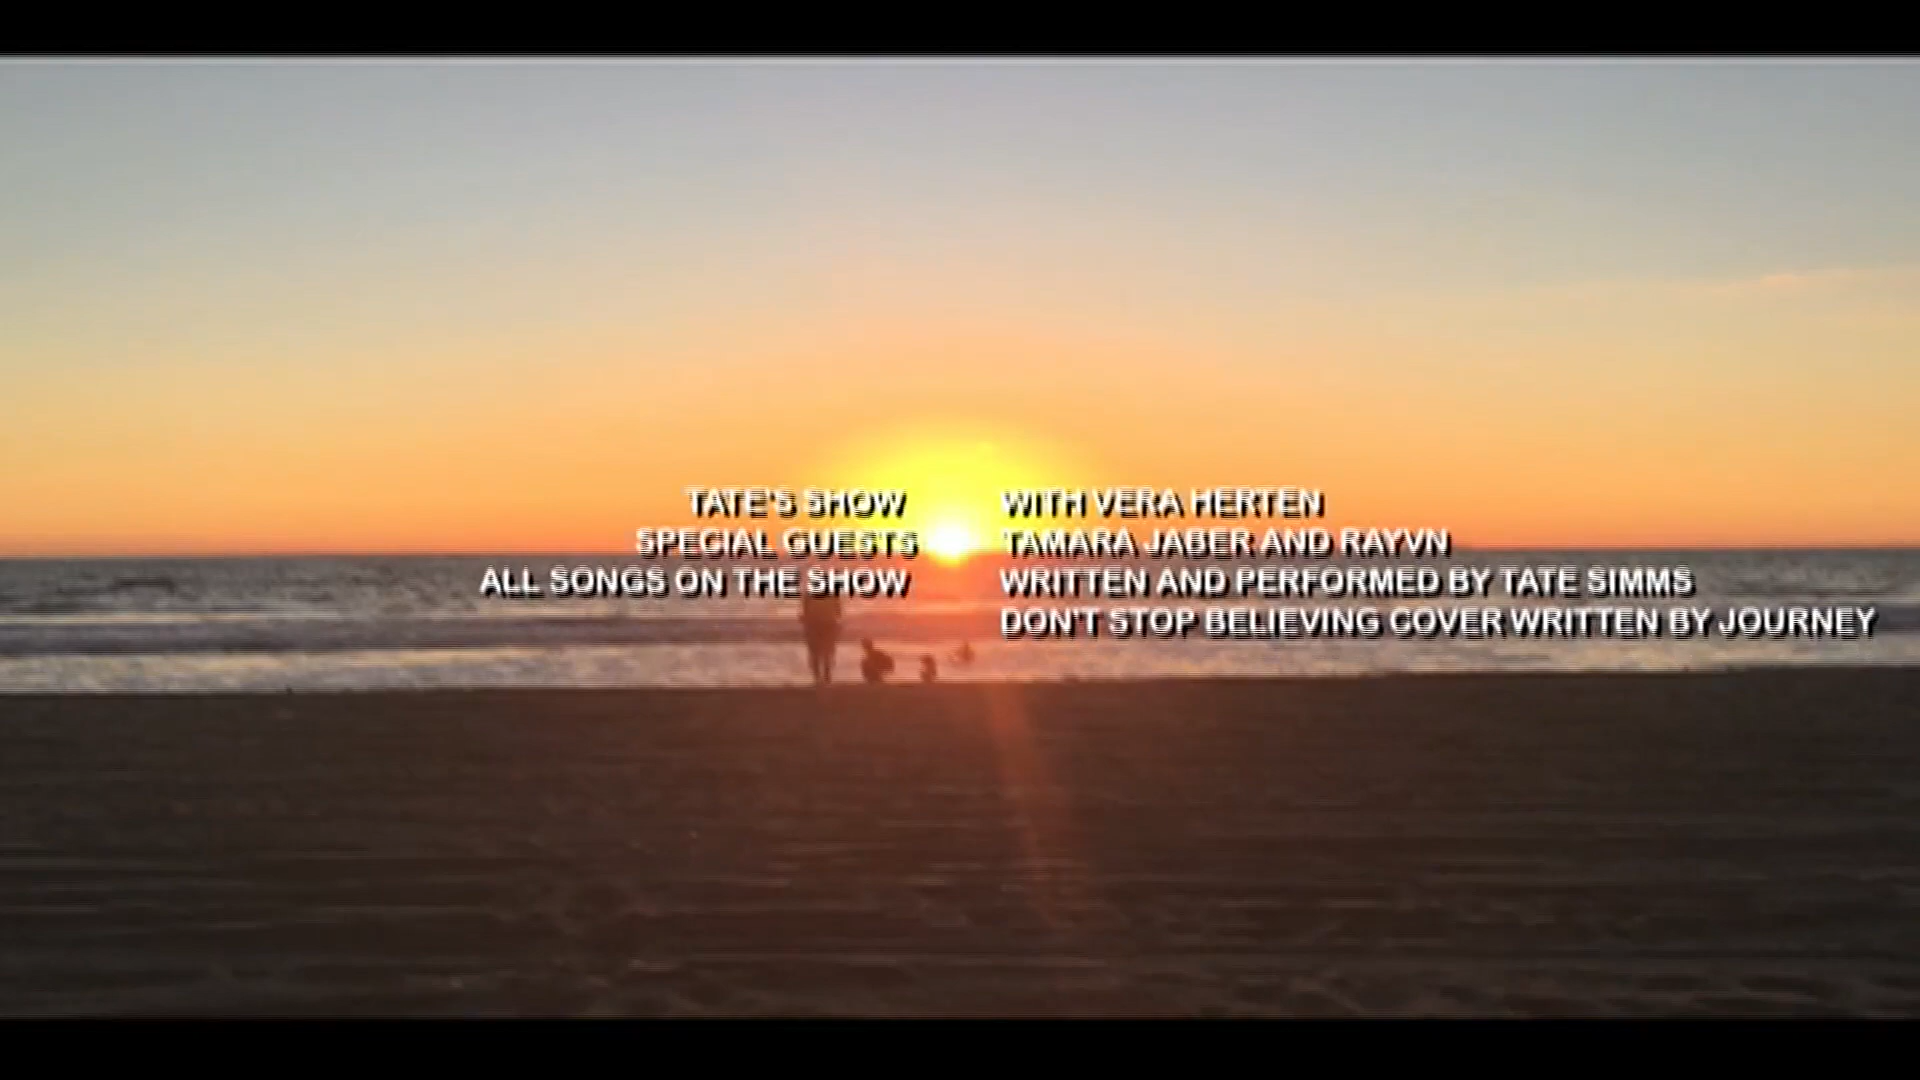 TATE'S SHOW WITH VERA HERTEN
SPECIAL GUESTS TAMARA JABER AND RAYVN
ALL SONGS ON THE SHOW WRITTEN AND PERFORMED BY TATE SIMMS
DON'T STOP BELIEVING COVER WRITTEN BY JOURNEY